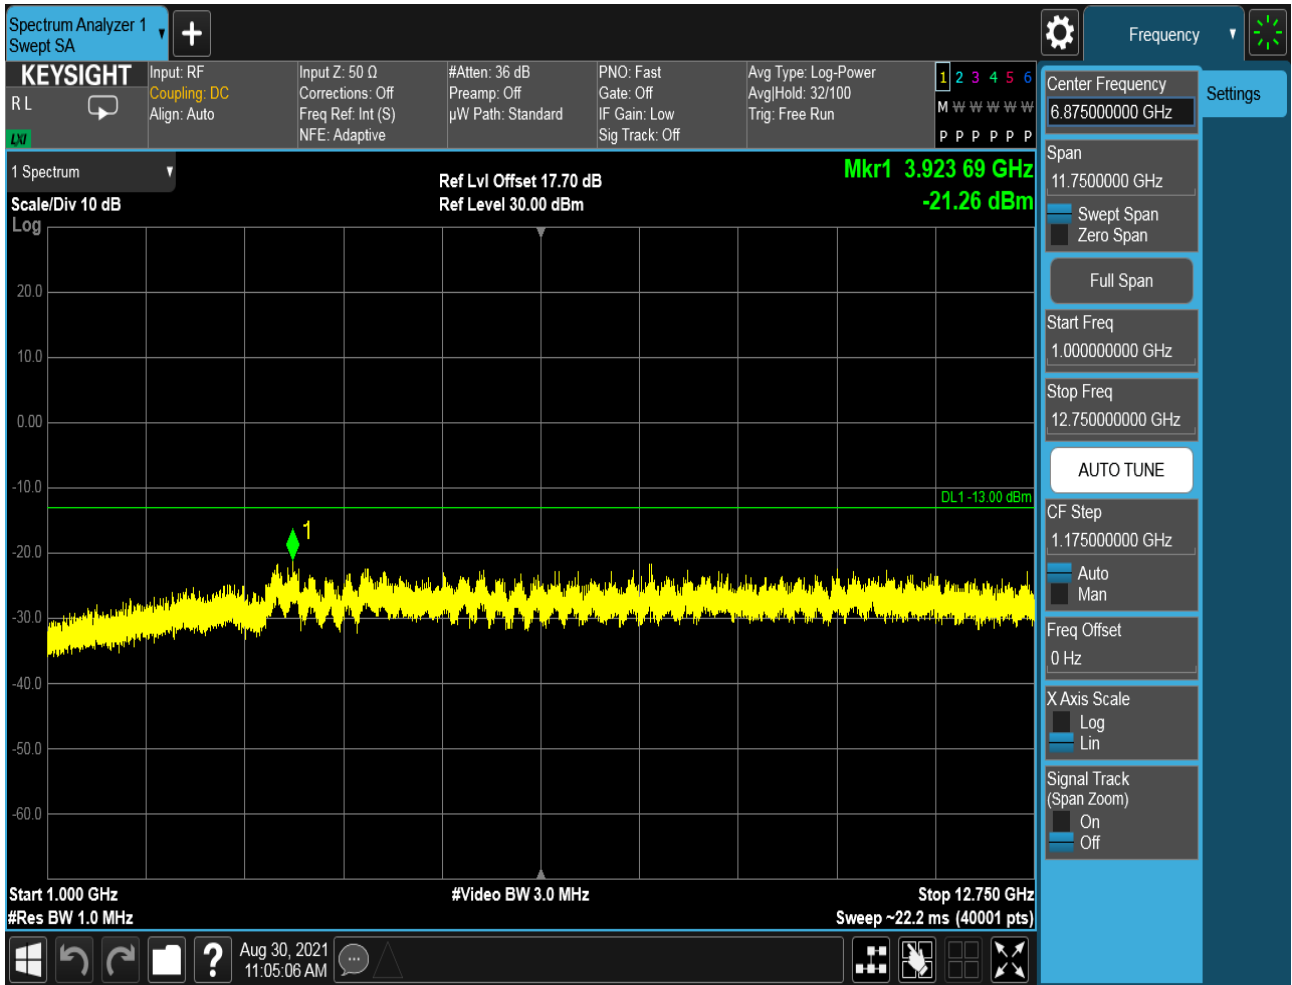 Spectrum Analyzer 1
Swept SA
Frequency
KEYSIGHT
R L
LXI
Input: RF
Coupling: DC
Align: Auto
Input Z: 50 Ω
Corrections: Off
Freq Ref: Int (S)
NFE: Adaptive
#Atten: 36 dB
Preamp: Off
µW Path: Standard
PNO: Fast
Gate: Off
IF Gain: Low
Sig Track: Off
Avg Type: Log-Power
Avg|Hold: 32/100
Trig: Free Run
1 2 3 4 5 6
M W W W W W
P P P P P P
1 Spectrum
Scale/Div 10 dB
Log
Ref Lvl Offset 17.70 dB
Ref Level 30.00 dBm
Mkr1 3.923 69 GHz
-21.26 dBm
20.0
10.0
0.00
-10.0
-20.0
-30.0
-40.0
-50.0
-60.0
DL1 -13.00 dBm
1
Start 1.000 GHz
#Res BW 1.0 MHz
#Video BW 3.0 MHz
Stop 12.750 GHz
Sweep ~22.2 ms (40001 pts)
Center Frequency
6.875000000 GHz
Settings
Span
11.7500000 GHz
Swept Span
Zero Span
Full Span
Start Freq
1.000000000 GHz
Stop Freq
12.750000000 GHz
AUTO TUNE
CF Step
1.175000000 GHz
Auto
Man
Freq Offset
0 Hz
X Axis Scale
Log
Lin
Signal Track
(Span Zoom)
On
Off
?
Aug 30, 2021
11:05:06 AM